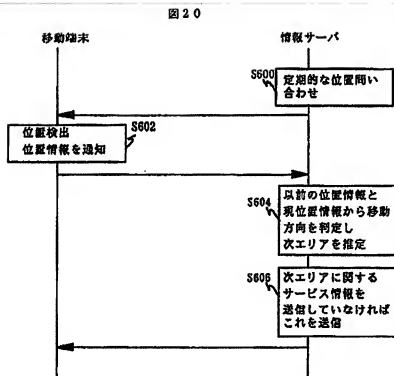 図20
移動端末
情報サーバ
S600
定期的な位置問い
合わせ
S602
位置検出
位置情報を通知
S604
以前の位置情報と
現位置情報から移動
方向を判定し
次エリアを推定
S606
次エリアに関する
サービス情報を
送信していなければ
これを送信